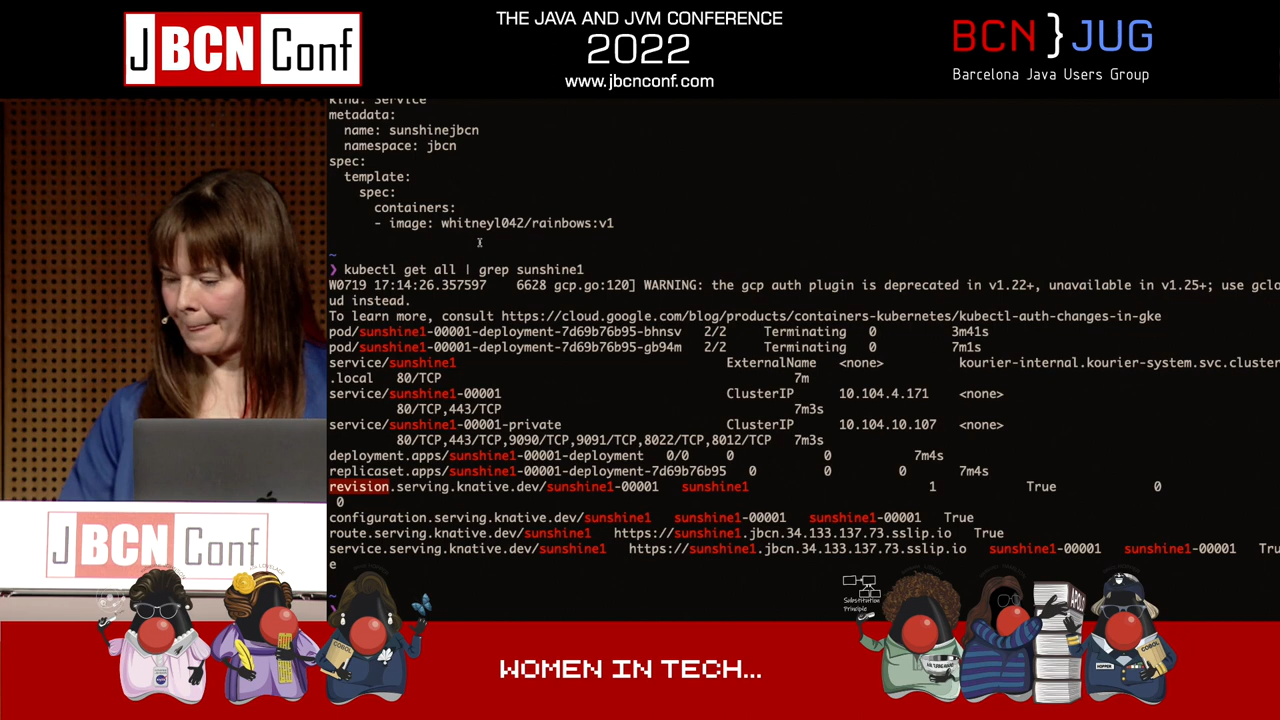 JBCNConf
THE JAVA AND JVM CONFERENCE
2022
www.jbcnconf.com
BCN}JUG
Barcelona Java Users Group
kind: Service
metadata:
  name: sunshinejbcn
  namespace: jbcn
spec:
  template:
    spec:
      containers:
      - image: whitneyl042/rainbows:v1
~
❯ kubectl get all | grep sunshine1
W0719 17:14:26.357597    6628 gcp.go:120] WARNING: the gcp auth plugin is deprecated in v1.22+, unavailable in v1.25+; use gclo
ud instead.
To learn more, consult https://cloud.google.com/blog/products/containers-kubernetes/kubectl-auth-changes-in-gke
pod/sunshine1-00001-deployment-7d69b76b95-bhnsv   2/2     Terminating   0          3m41s
pod/sunshine1-00001-deployment-7d69b76b95-gb94m   2/2     Terminating   0          7m1s
service/sunshine1                                    ExternalName   <none>          kourier-internal.kourier-system.svc.cluster
.local   80/TCP                                               7m
service/sunshine1-00001                              ClusterIP      10.104.4.171    <none>
         80/TCP,443/TCP                                       7m3s
service/sunshine1-00001-private                      ClusterIP      10.104.10.107   <none>
         80/TCP,443/TCP,9090/TCP,9091/TCP,8022/TCP,8012/TCP   7m3s
deployment.apps/sunshine1-00001-deployment   0/0     0            0           7m4s
replicaset.apps/sunshine1-00001-deployment-7d69b76b95   0         0         0       7m4s
revision.serving.knative.dev/sunshine1-00001   sunshine1                        1            True           0
 0
configuration.serving.knative.dev/sunshine1   sunshine1-00001   sunshine1-00001   True
route.serving.knative.dev/sunshine1   https://sunshine1.jbcn.34.133.137.73.sslip.io   True
service.serving.knative.dev/sunshine1   https://sunshine1.jbcn.34.133.137.73.sslip.io   sunshine1-00001   sunshine1-00001   Tru
e
~
JBCNConf
Substitution
Principle
COBOL
HOPPER
COBOL
NASA
WOMEN IN TECH...